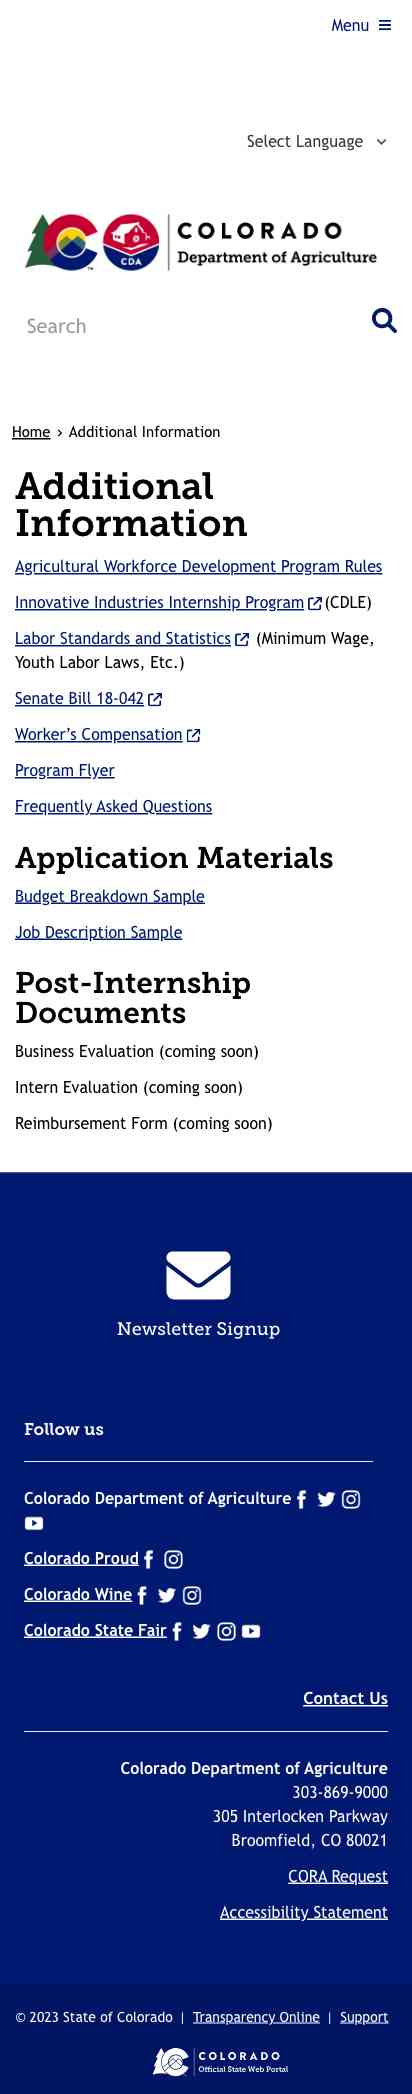 Menu
Select Language
CDA
COLORADO
Department of Agriculture
TM
Search
Home › Additional Information
Additional
Information
Agricultural Workforce Development Program Rules
Innovative Industries Internship Program (CDLE)
Labor Standards and Statistics (Minimum Wage,
Youth Labor Laws, Etc.)
Senate Bill 18-042
Worker’s Compensation
Program Flyer
Frequently Asked Questions
Application Materials
Budget Breakdown Sample
Job Description Sample
Post-Internship
Documents
Business Evaluation (coming soon)
Intern Evaluation (coming soon)
Reimbursement Form (coming soon)
Newsletter Signup
Follow us
Colorado Department of Agriculture
Colorado Proud
Colorado Wine
Colorado State Fair
Contact Us
Colorado Department of Agriculture
303-869-9000
305 Interlocken Parkway
Broomfield, CO 80021
CORA Request
Accessibility Statement
© 2023 State of Colorado | Transparency Online | Support
COLORADO
Official State Web Portal